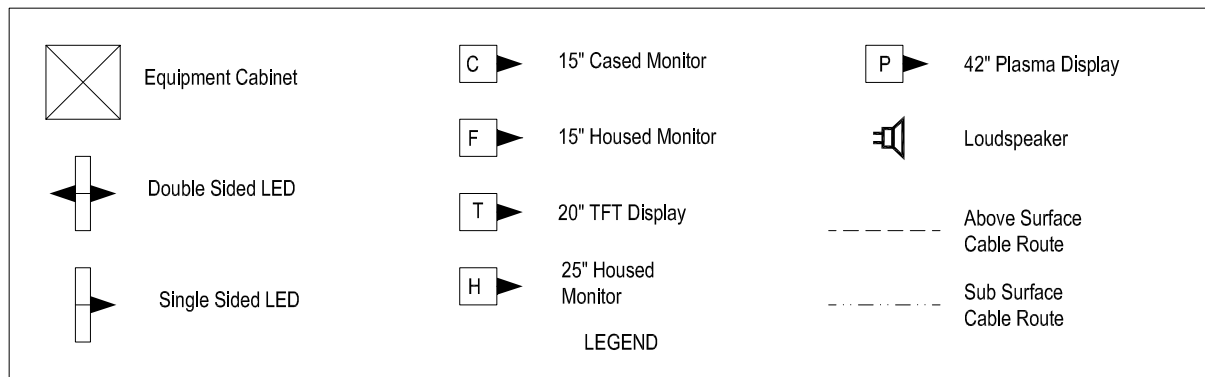 Equipment Cabinet
Double Sided LED
Single Sided LED
C
15" Cased Monitor
F
15" Housed Monitor
T
20" TFT Display
H
25" Housed
Monitor
LEGEND
P
42" Plasma Display
Loudspeaker
Above Surface
Cable Route
Sub Surface
Cable Route